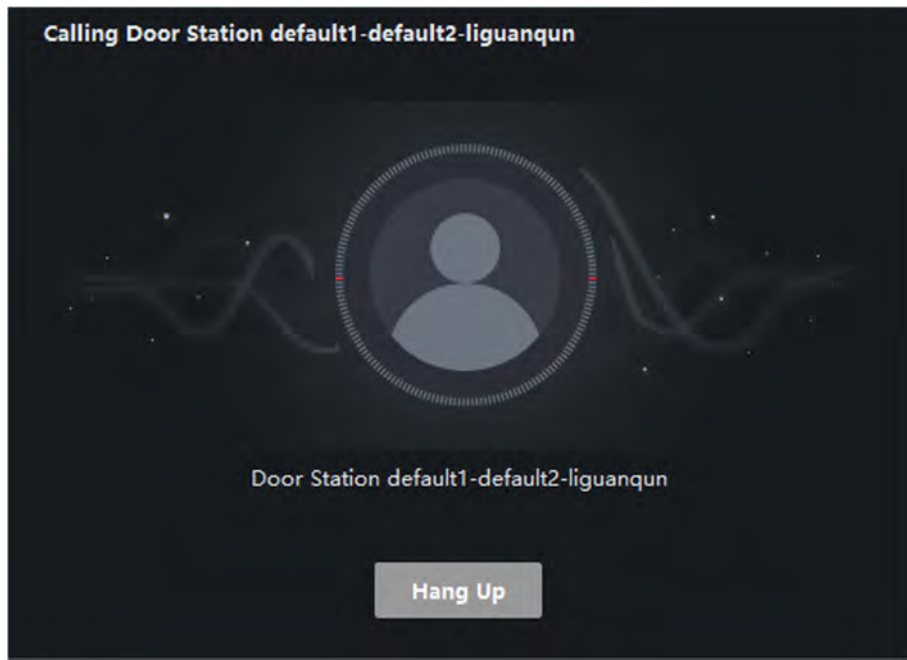 Calling Door Station default1-default2-liguanqun
Door Station default1-default2-liguanqun
Hang Up